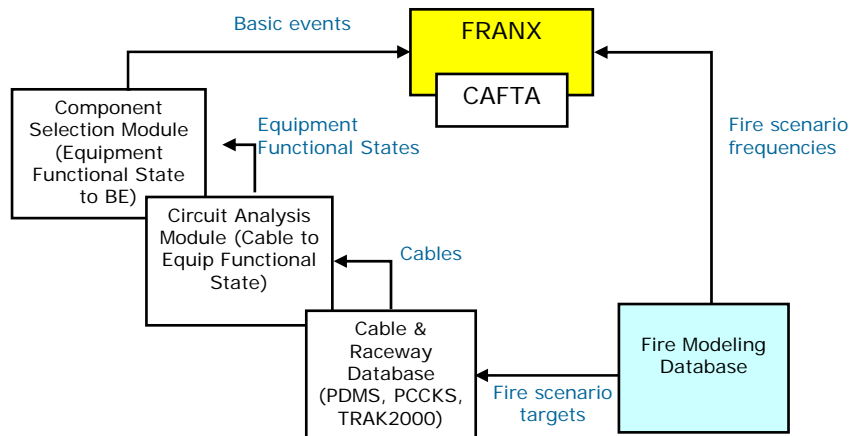 Basic events
FRANX
CAFTA
Component
Selection Module
(Equipment
Functional State
to BE)
Equipment
Functional States
Fire scenario
frequencies
Circuit Analysis
Module (Cable to
Equip Functional
State)
Cables
Cable &
Raceway
Database
(PDMS, PCCKS,
TRAK2000)
Fire scenario
targets
Fire Modeling
Database